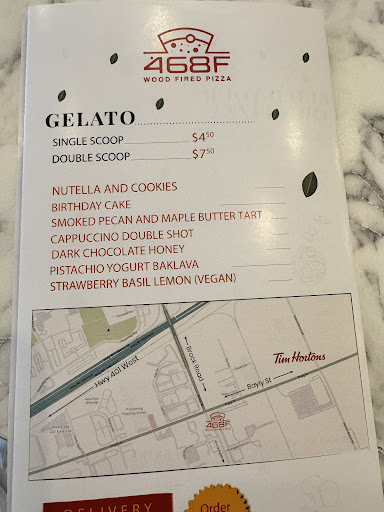 468F
WOOD FIRED PIZZA
GELATO
SINGLE SCOOP $4.50
DOUBLE SCOOP $7.50
NUTELLA AND COOKIES
BIRTHDAY CAKE
SMOKED PECAN AND MAPLE BUTTER TART
CAPPUCCINO DOUBLE SHOT
DARK CHOCOLATE HONEY
PISTACHIO YOGURT BAKLAVA
STRAWBERRY BASIL LEMON (VEGAN)
Hwy 401 West
Brock Road
Tim Hortons
Bayly St
468F
DELIVERY
Order